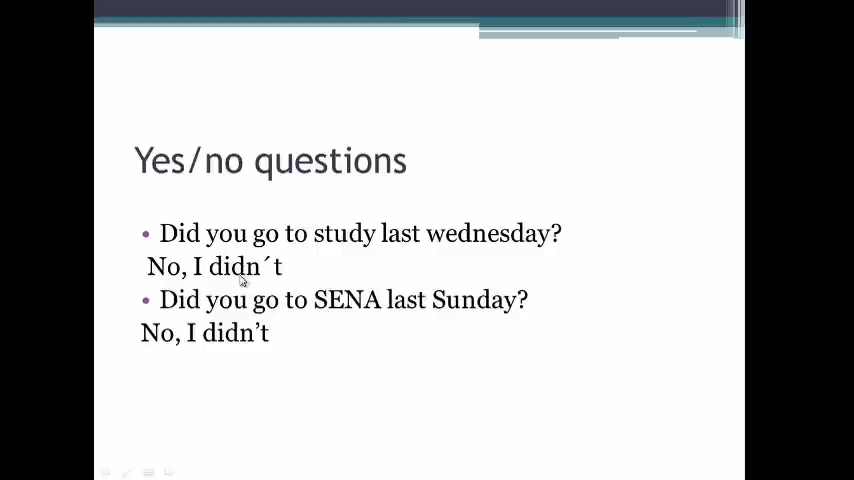 Yes/no questions
• Did you go to study last wednesday?
No, I didn´t
• Did you go to SENA last Sunday?
No, I didn’t